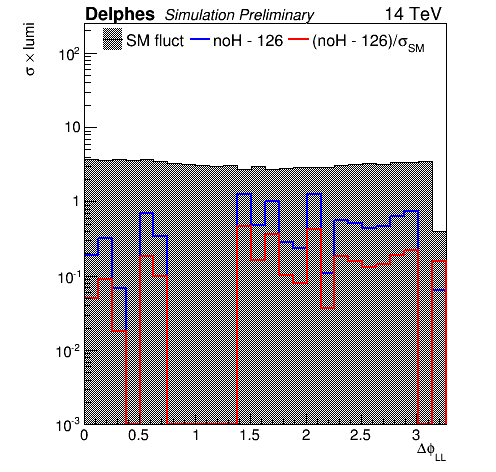 Delphes Simulation Preliminary 14 TeV
σ × lumi
SM fluct noH - 126 (noH - 126)/σ_SM
10²
10
1
10⁻¹
10⁻²
10⁻³
0 0.5 1 1.5 2 2.5 3
Δϕ_LL